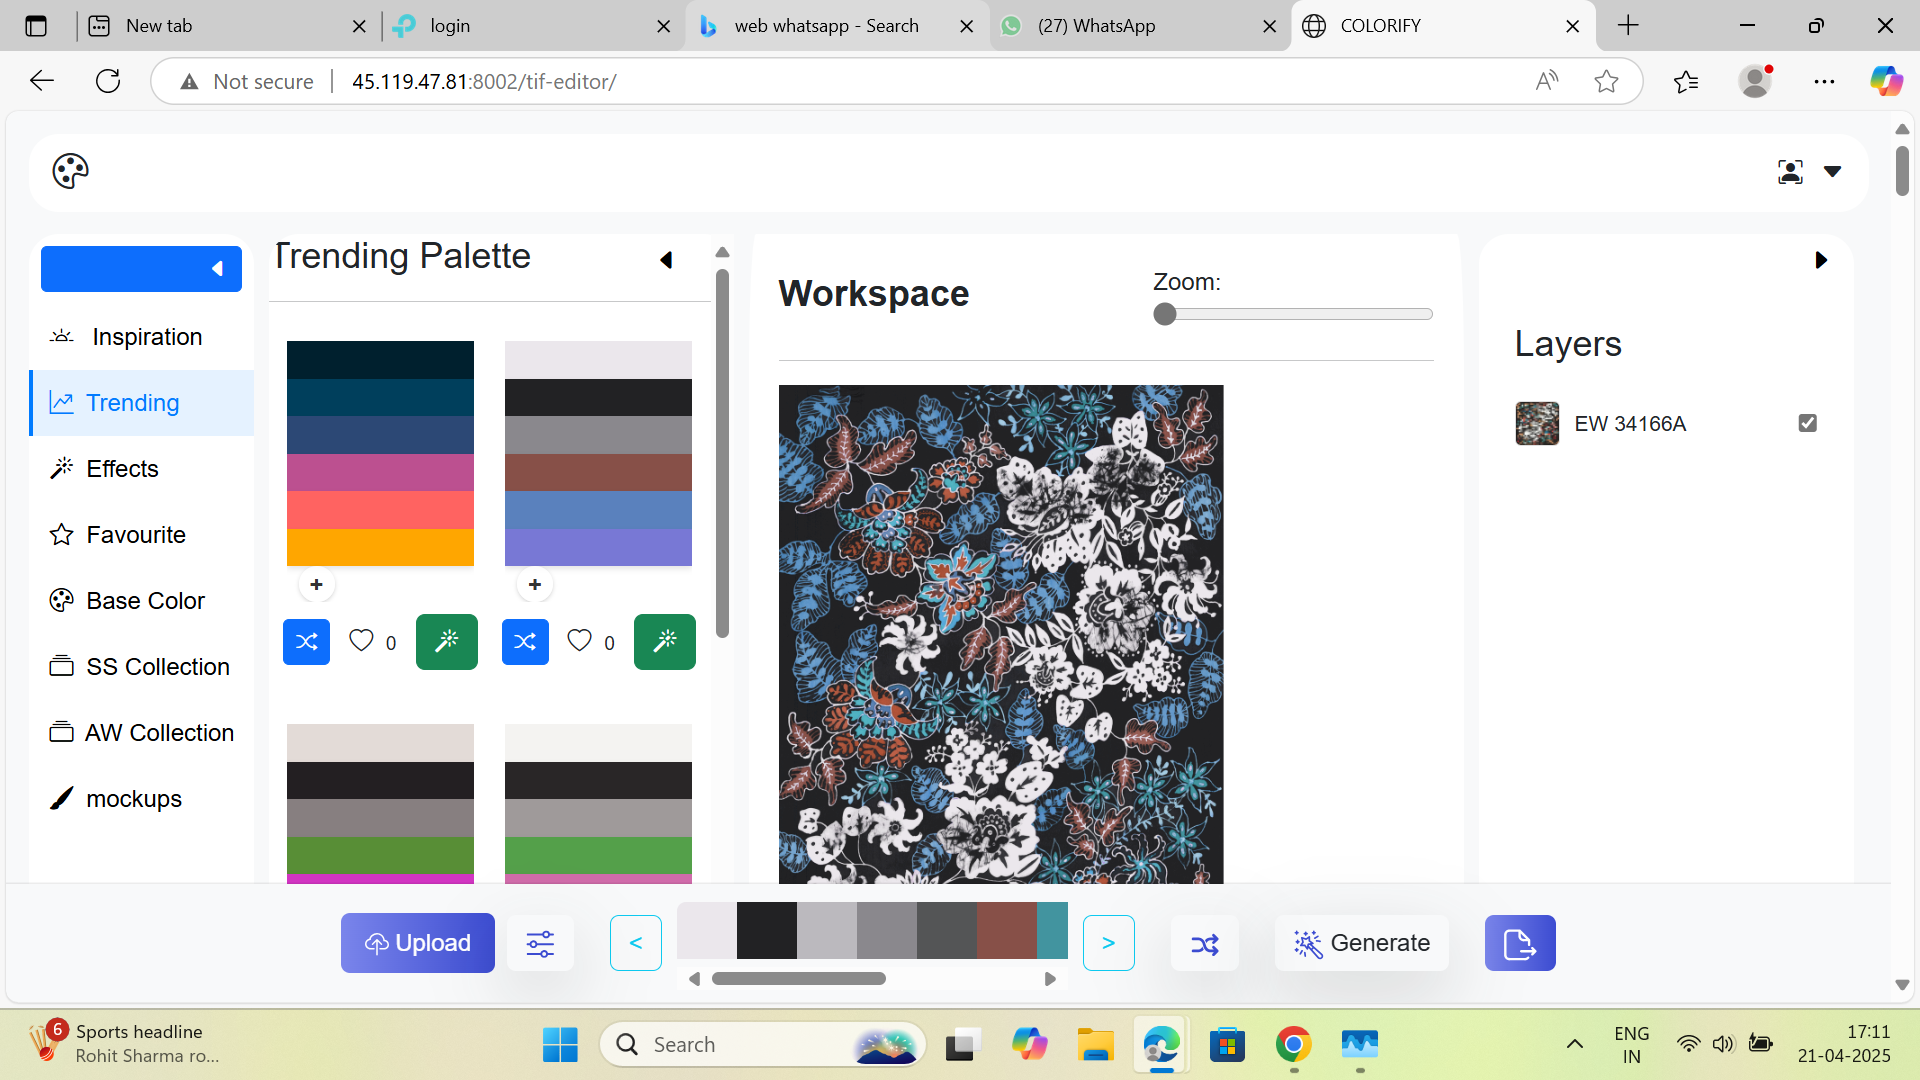 New tab
login
web whatsapp - Search
(27) WhatsApp
COLORIFY
Not secure
45.119.47.81:8002/tif-editor/
Trending Palette
Workspace
Zoom:
Layers
EW 34166A
Inspiration
Trending
Effects
Favourite
Base Color
SS Collection
AW Collection
mockups
+
+
0
0
Upload
<
>
Generate
6
Sports headline
Rohit Sharma ro...
Search
ENG
IN
17:11
21-04-2025